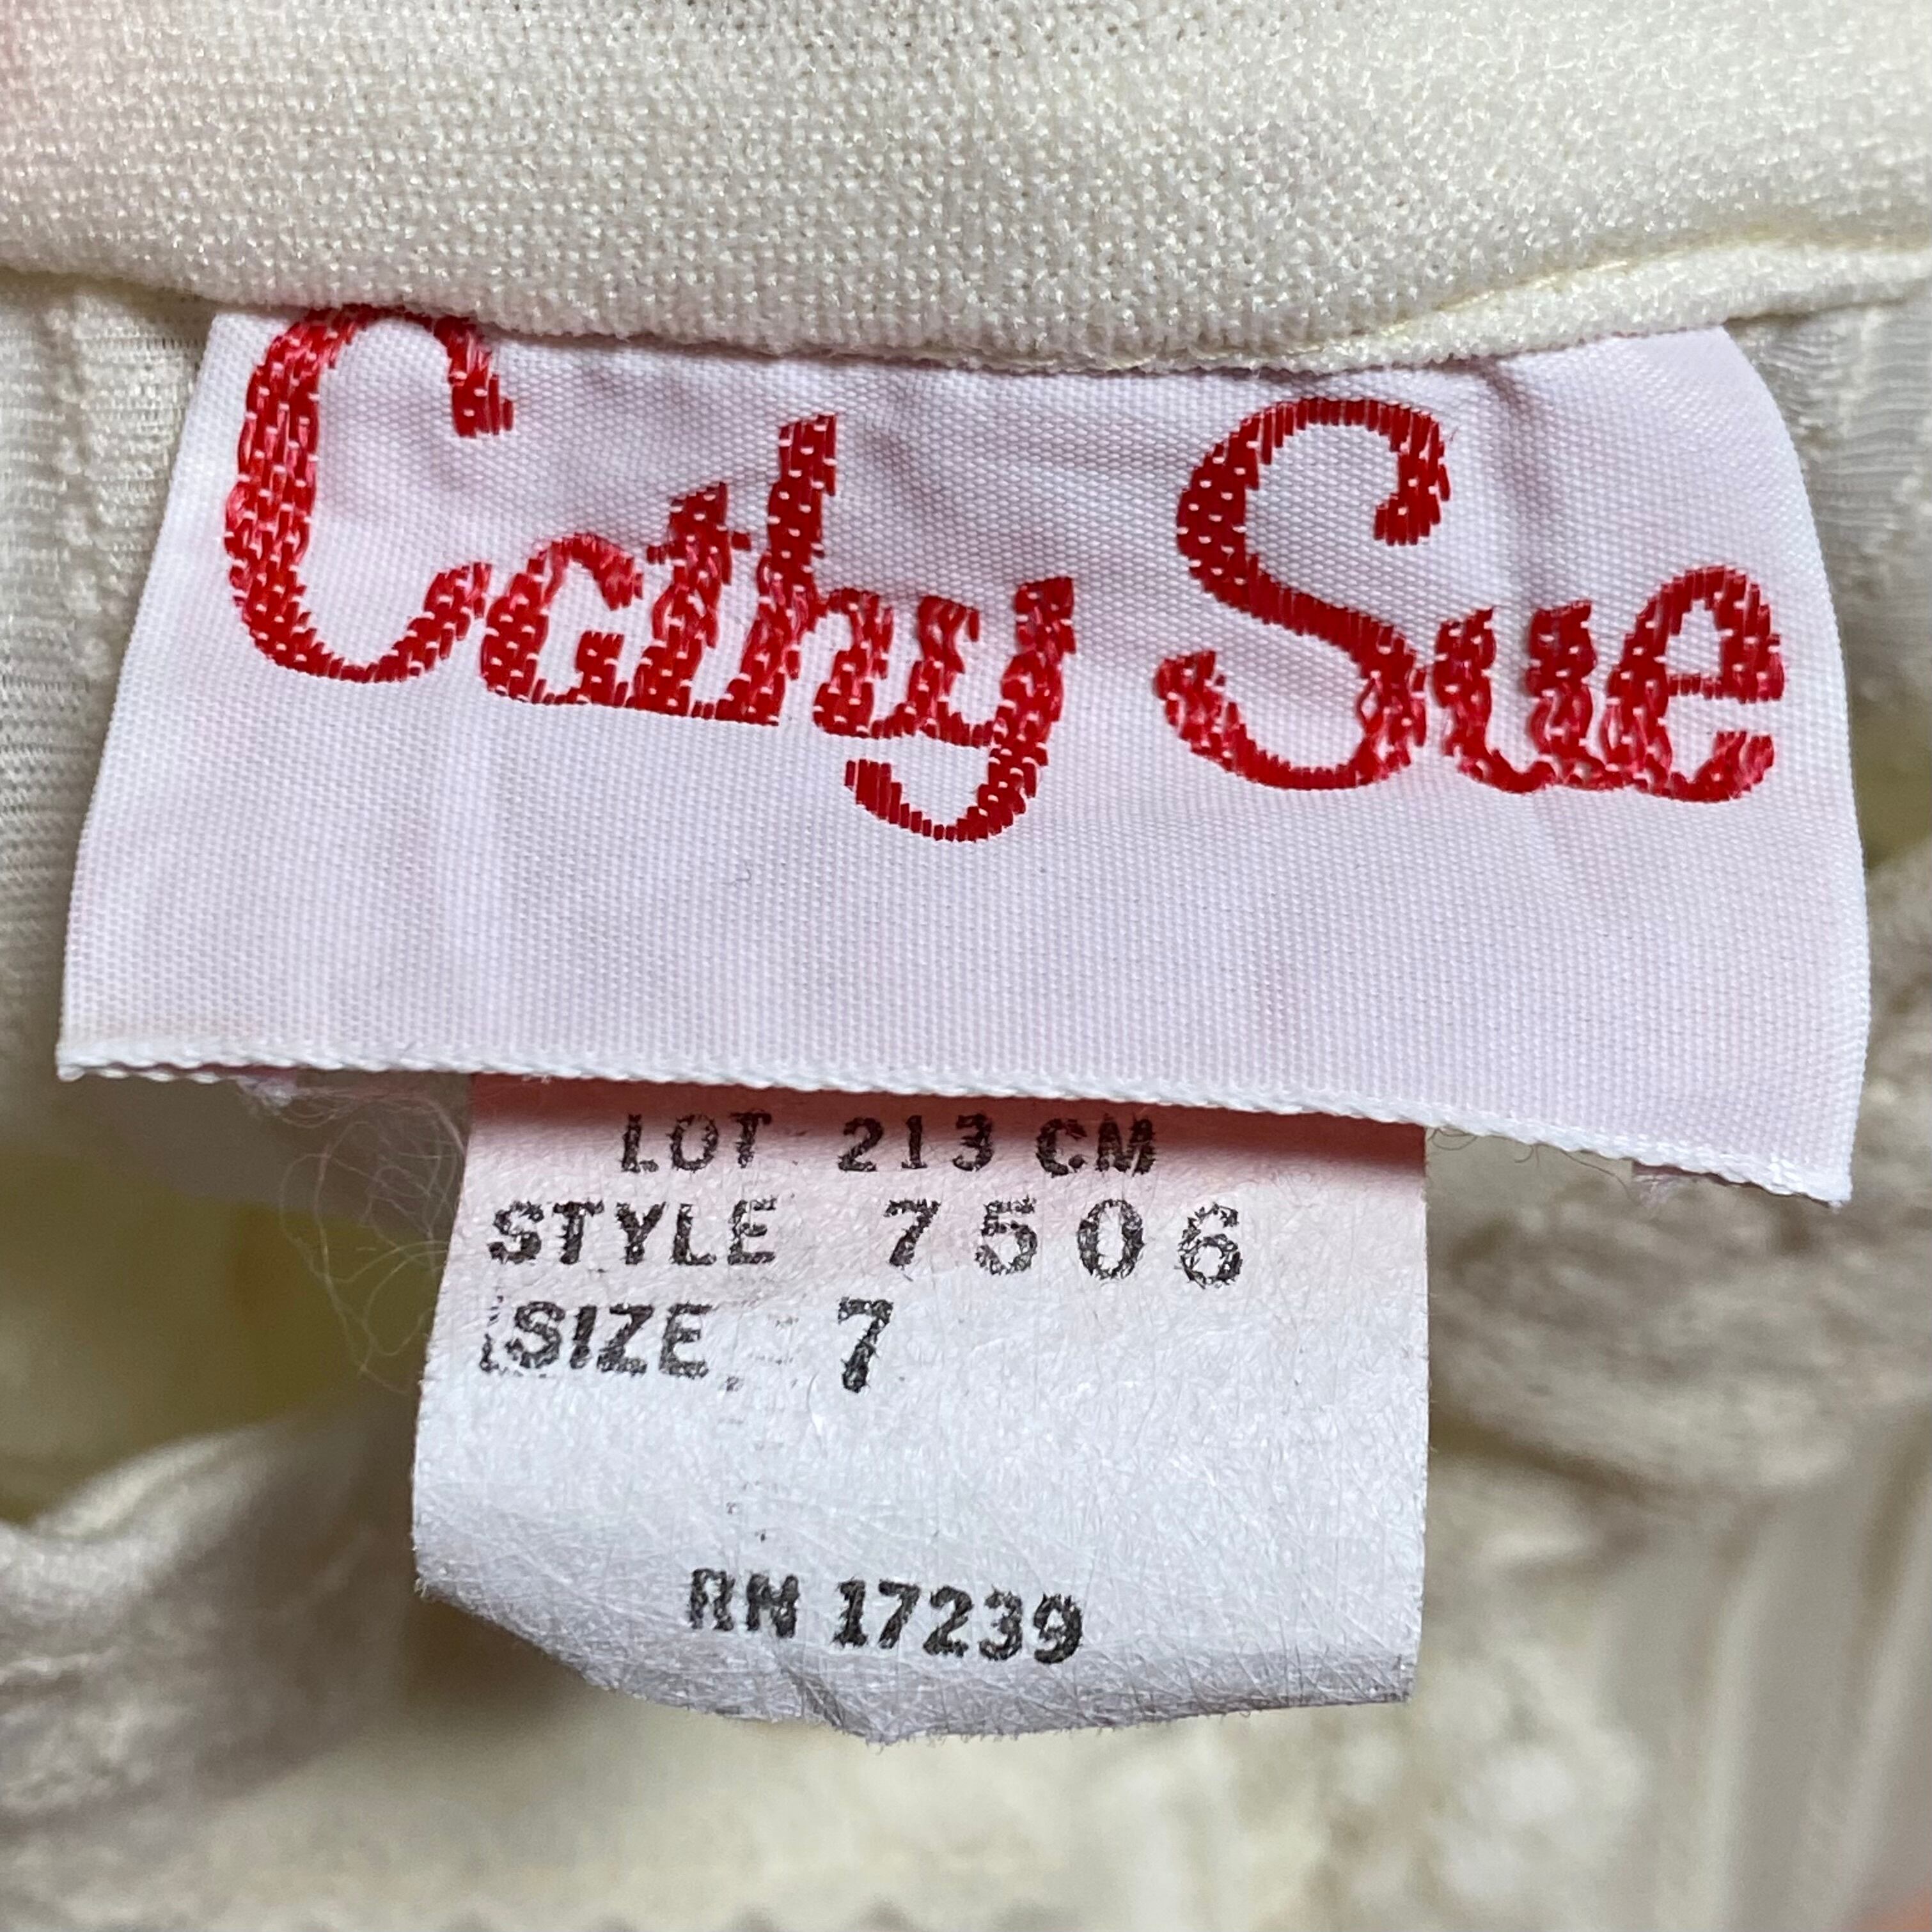 Cathy Sue
LOT 213 CM
STYLE 7506
SIZE 7
RN 17239